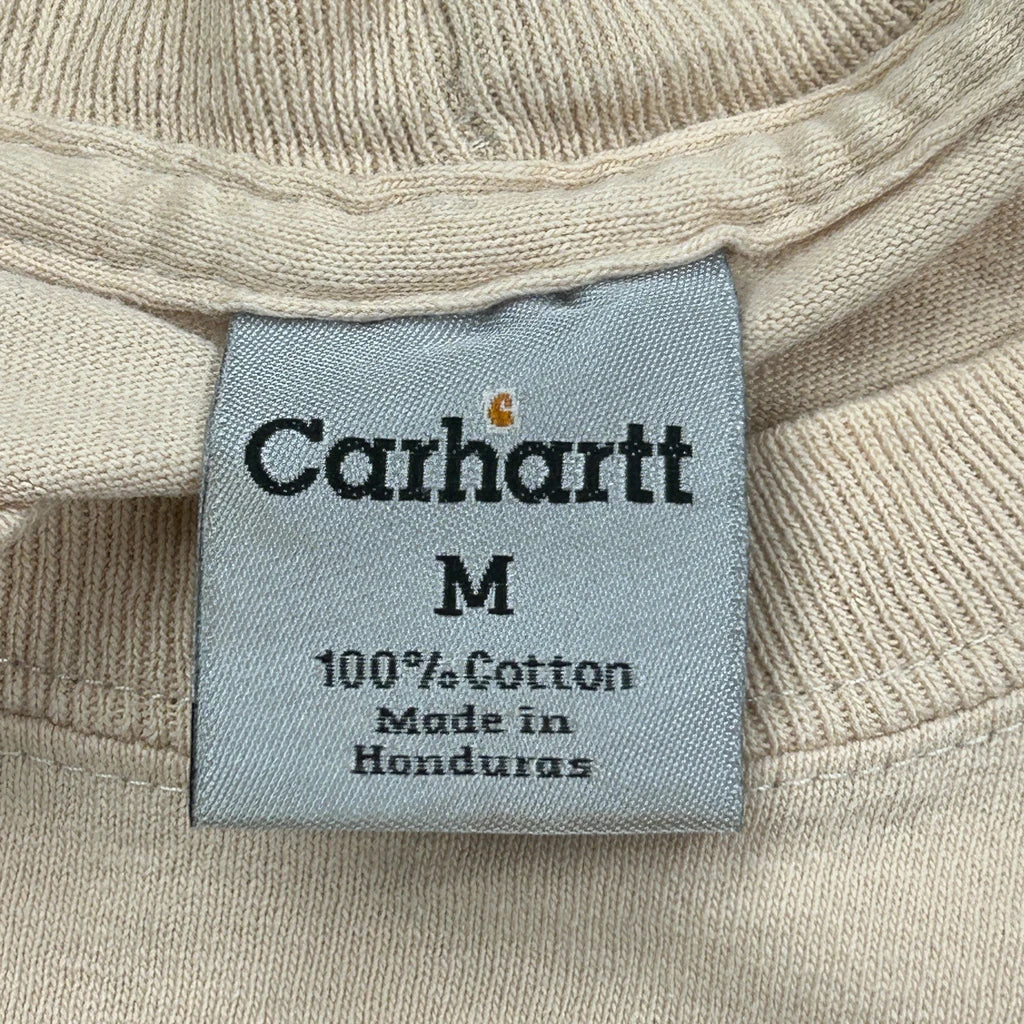 Carhartt
M
100% Cotton
Made in
Honduras